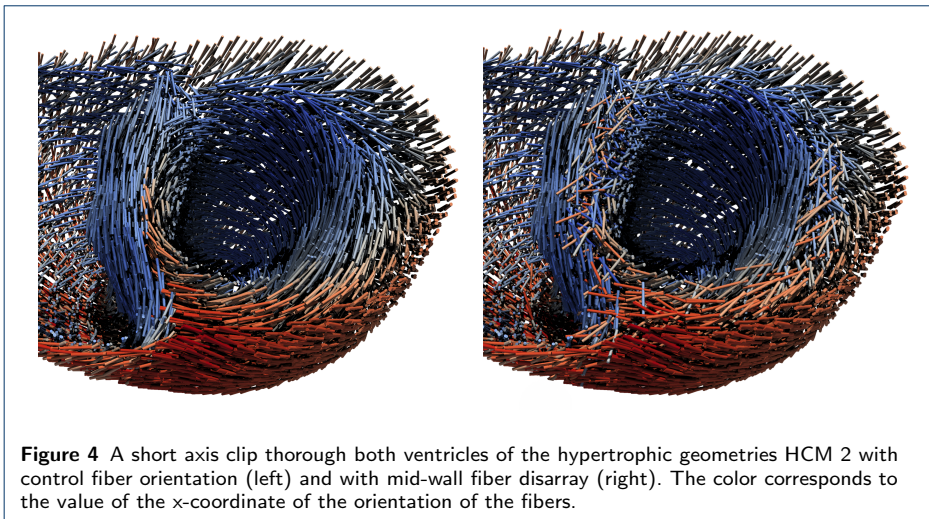 Figure 4 A short axis clip thorough both ventricles of the hypertrophic geometries HCM 2 with
control fiber orientation (left) and with mid-wall fiber disarray (right). The color corresponds to
the value of the x-coordinate of the orientation of the fibers.